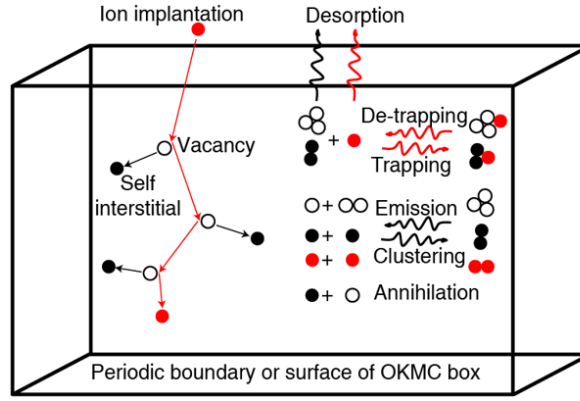 Ion implantation
Desorption
De-trapping
+
Trapping
Vacancy
Self
interstitial
+
Emission
+
+
Clustering
+
Annihilation
Periodic boundary or surface of OKMC box